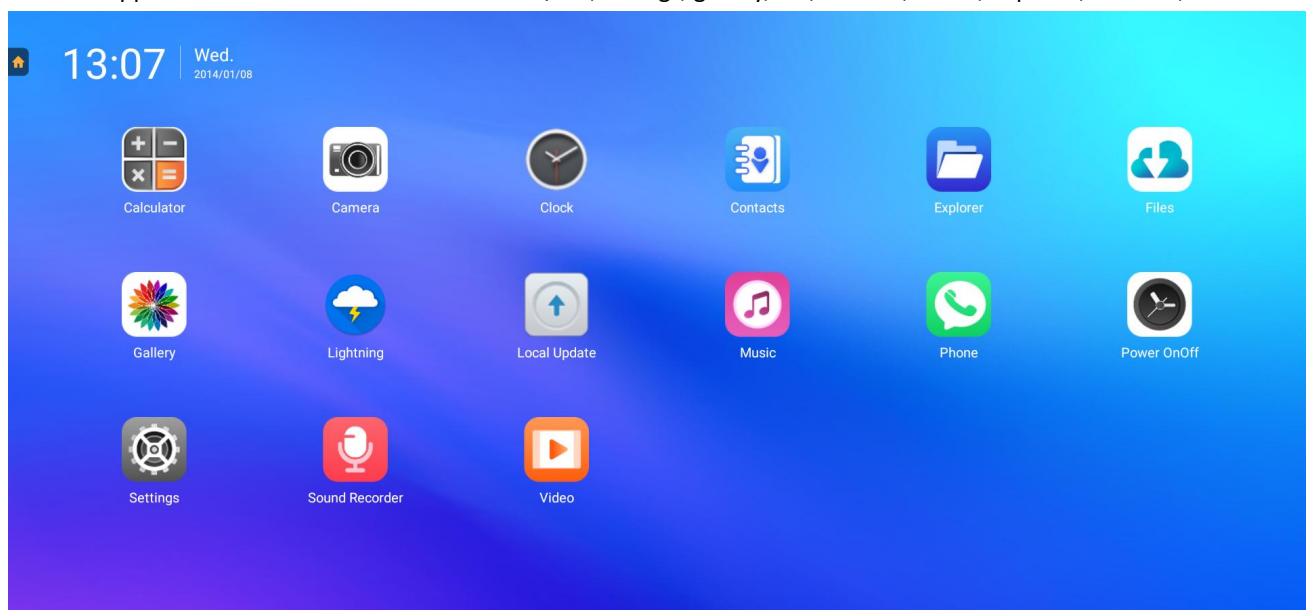 13:07
Wed.
2014/01/08
Calculator
Camera
Clock
Contacts
Explorer
Files
Gallery
Lightning
Local Update
Music
Phone
Power OnOff
Settings
Sound Recorder
Video